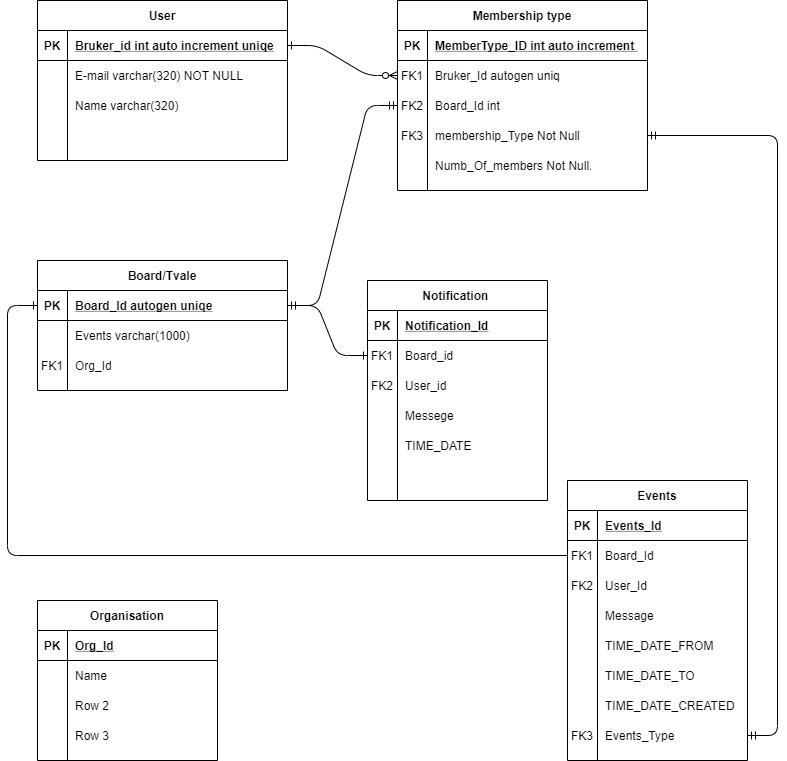 User
PK Bruker_id int auto increment uniqe
E-mail varchar(320) NOT NULL
Name varchar(320)
Membership type
PK MemberType_ID int auto increment
FK1 Bruker_Id autogen uniq
FK2 Board_Id int
FK3 membership_Type Not Null
Numb_Of_members Not Null.
Board/Tvale
PK Board_Id autogen uniqe
Events varchar(1000)
FK1 Org_Id
Notification
PK Notification_Id
FK1 Board_id
FK2 User_id
Messege
TIME_DATE
Events
PK Events_Id
FK1 Board_Id
FK2 User_Id
Message
TIME_DATE_FROM
TIME_DATE_TO
TIME_DATE_CREATED
FK3 Events_Type
Organisation
PK Org_Id
Name
Row 2
Row 3